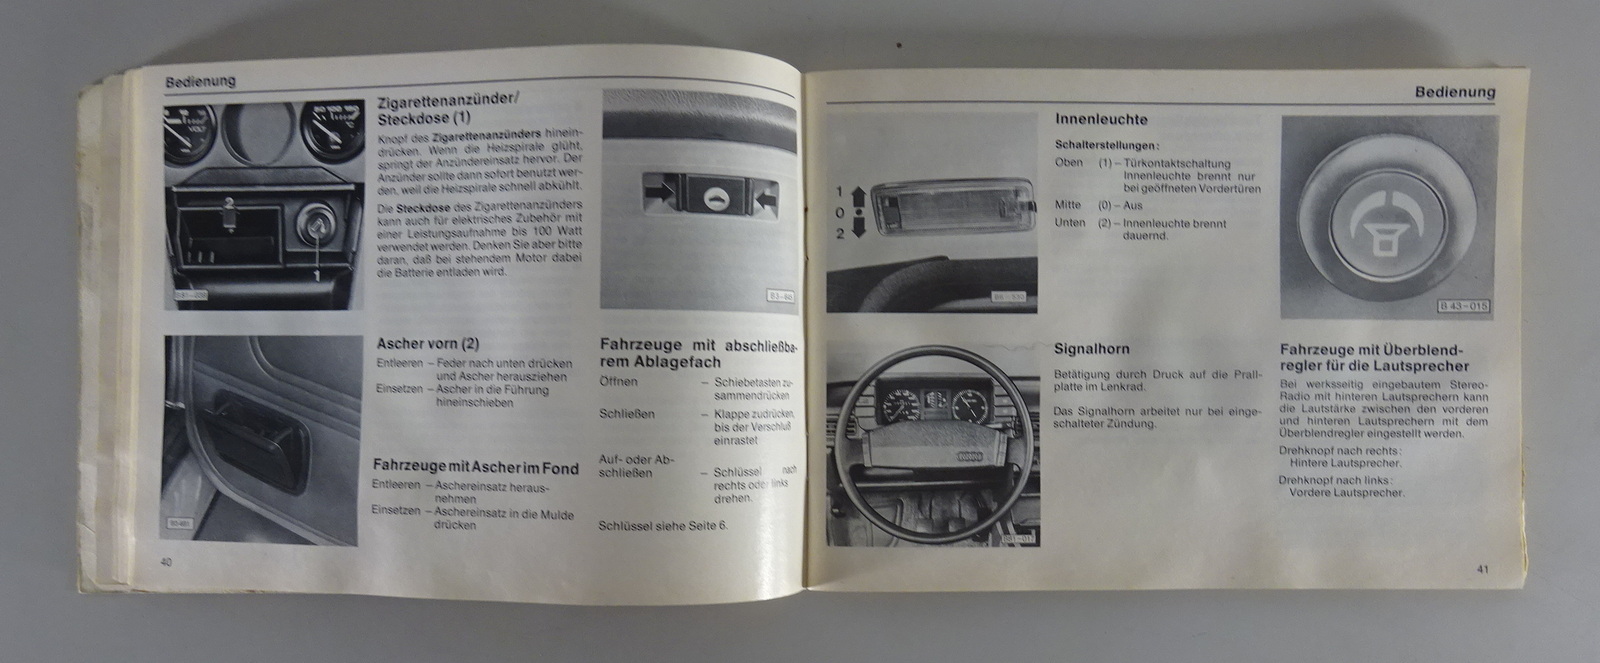 Bedienung
VOLT
50 100 150
°C
2
1
Zigarettenanzünder/
Steckdose (1)
Knopf des Zigarettenanzünders hinein-
drücken. Wenn die Heizspirale glüht,
springt der Anzündereinsatz hervor. Der
Anzünder sollte dann sofort benutzt wer-
den, weil die Heizspirale schnell abkühlt.
Die Steckdose des Zigarettenanzünders
kann auch für elektrisches Zubehör mit
einer Leistungsaufnahme bis 100 Watt
verwendet werden. Denken Sie aber bitte
daran, daß bei stehendem Motor dabei
die Batterie entladen wird.
Ascher vorn (2)
Entleeren – Feder nach unten drücken
und Ascher herausziehen
Einsetzen – Ascher in die Führung
hineinschieben
Fahrzeuge mit Ascher im Fond
Entleeren – Aschereinsatz heraus-
nehmen
Einsetzen – Aschereinsatz in die Mulde
drücken
Fahrzeuge mit abschließba-
rem Ablagefach
Öffnen – Schiebetasten zu-
sammendrücken
Schließen – Klappe zudrücken,
bis der Verschluß
einrastet
Auf- oder Ab-
schließen – Schlüssel nach
rechts oder links
drehen.
Schlüssel siehe Seite 6.
40
Bedienung
1
0
2
Innenleuchte
Schalterstellungen:
Oben (1) – Türkontaktschaltung
Innenleuchte brennt nur
bei geöffneten Vordertüren
Mitte (0) – Aus
Unten (2) – Innenleuchte brennt
dauernd.
Signalhorn
Betätigung durch Druck auf die Prall-
platte im Lenkrad.
Das Signalhorn arbeitet nur bei einge-
schalteter Zündung.
B81-017
B 43-015
Fahrzeuge mit Überblend-
regler für die Lautsprecher
Bei werksseitig eingebautem Stereo-
Radio mit hinteren Lautsprechern kann
die Lautstärke zwischen den vorderen
und hinteren Lautsprechern mit dem
Überblendregler eingestellt werden.
Drehknopf nach rechts:
Hintere Lautsprecher.
Drehknopf nach links:
Vordere Lautsprecher.
41